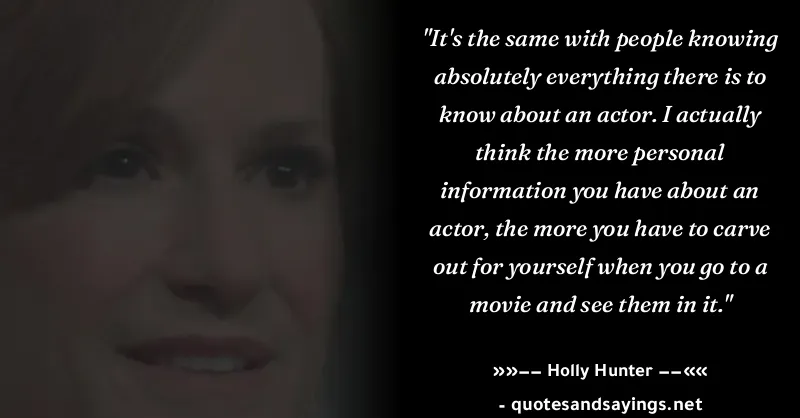 "It's the same with people knowing
absolutely everything there is to
know about an actor. I actually
think the more personal
information you have about an
actor, the more you have to carve
out for yourself when you go to a
movie and see them in it."
»»−− Holly Hunter −−««
- quotesandsayings.net